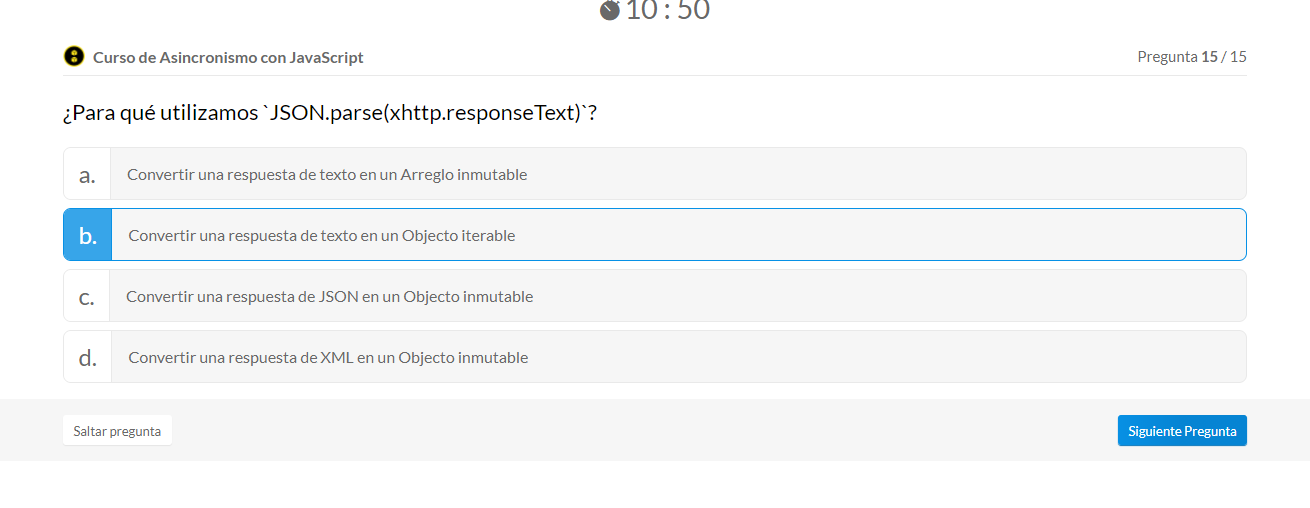 10 : 50
Curso de Asincronismo con JavaScript
Pregunta 15 / 15
¿Para qué utilizamos `JSON.parse(xhttp.responseText)`?
a. Convertir una respuesta de texto en un Arreglo inmutable
b. Convertir una respuesta de texto en un Objecto iterable
c. Convertir una respuesta de JSON en un Objecto inmutable
d. Convertir una respuesta de XML en un Objecto inmutable
Saltar pregunta
Siguiente Pregunta